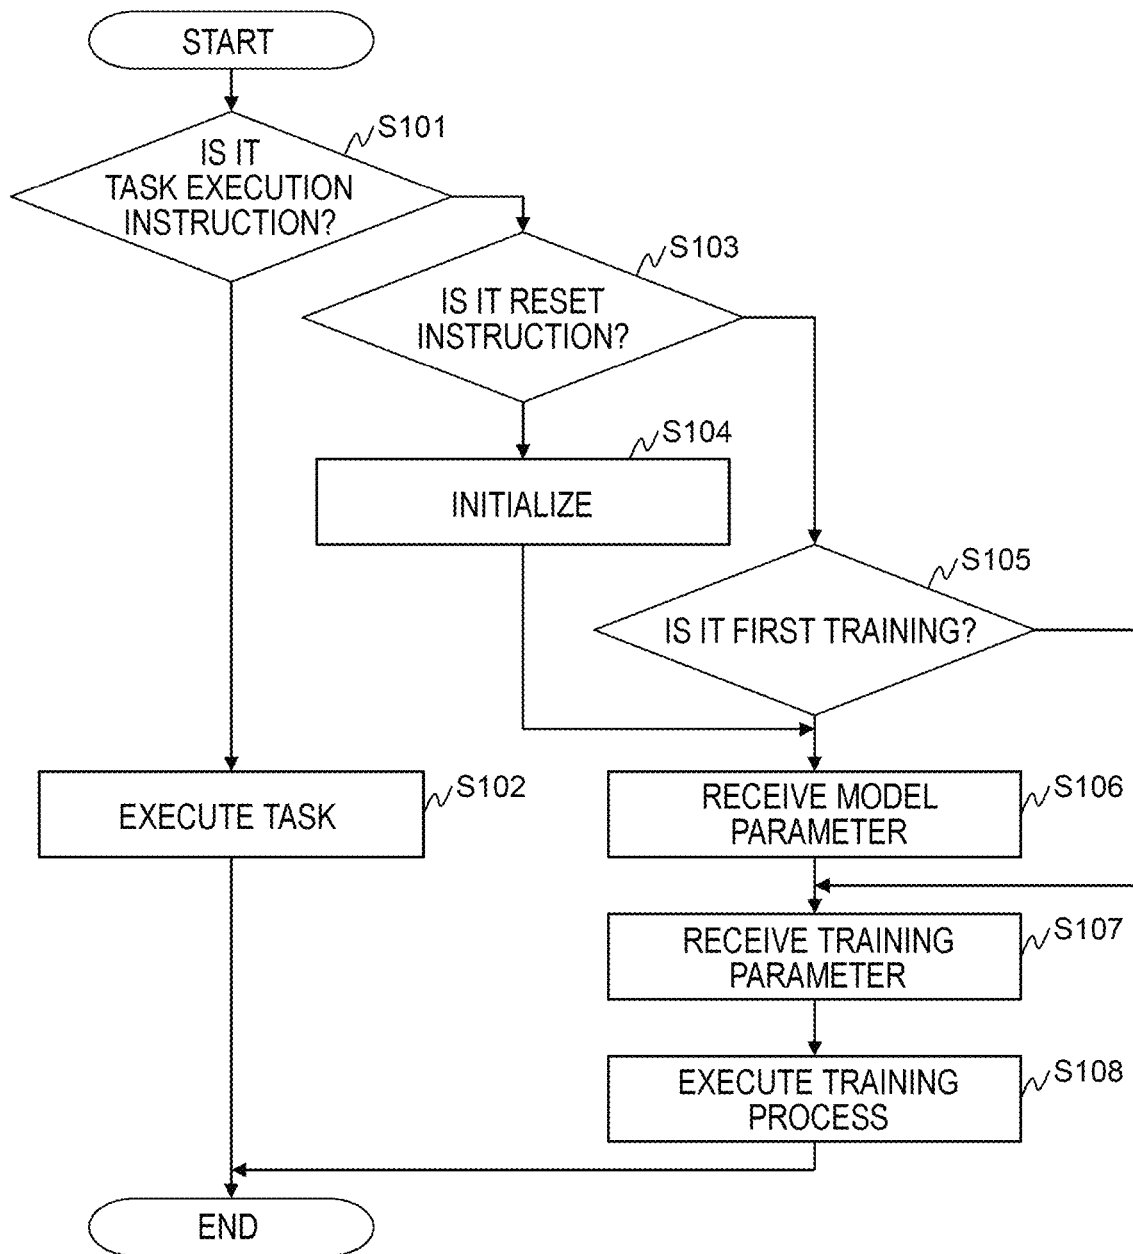 START
S101
IS IT
TASK EXECUTION
INSTRUCTION?
S103
IS IT RESET
INSTRUCTION?
S104
INITIALIZE
S105
IS IT FIRST TRAINING?
S102
EXECUTE TASK
S106
RECEIVE MODEL
PARAMETER
S107
RECEIVE TRAINING
PARAMETER
S108
EXECUTE TRAINING
PROCESS
END